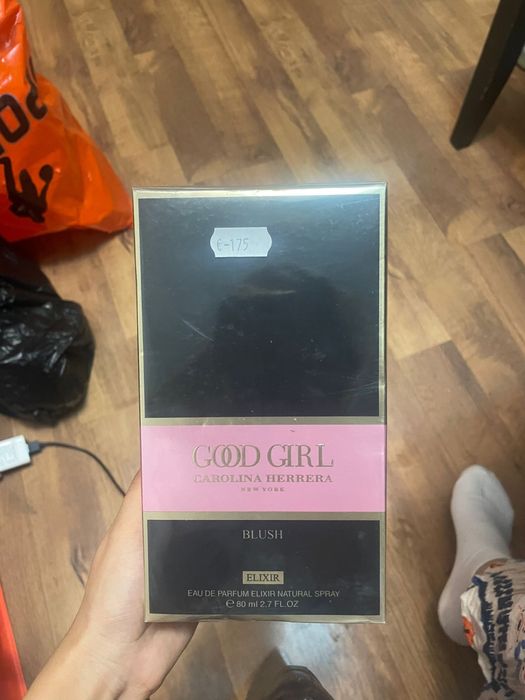 €-175
GOOD GIRL
CAROLINA HERRERA
NEW YORK
BLUSH
ELIXIR
EAU DE PARFUM ELIXIR NATURAL SPRAY
℮ 80 ml 2.7 FL.OZ